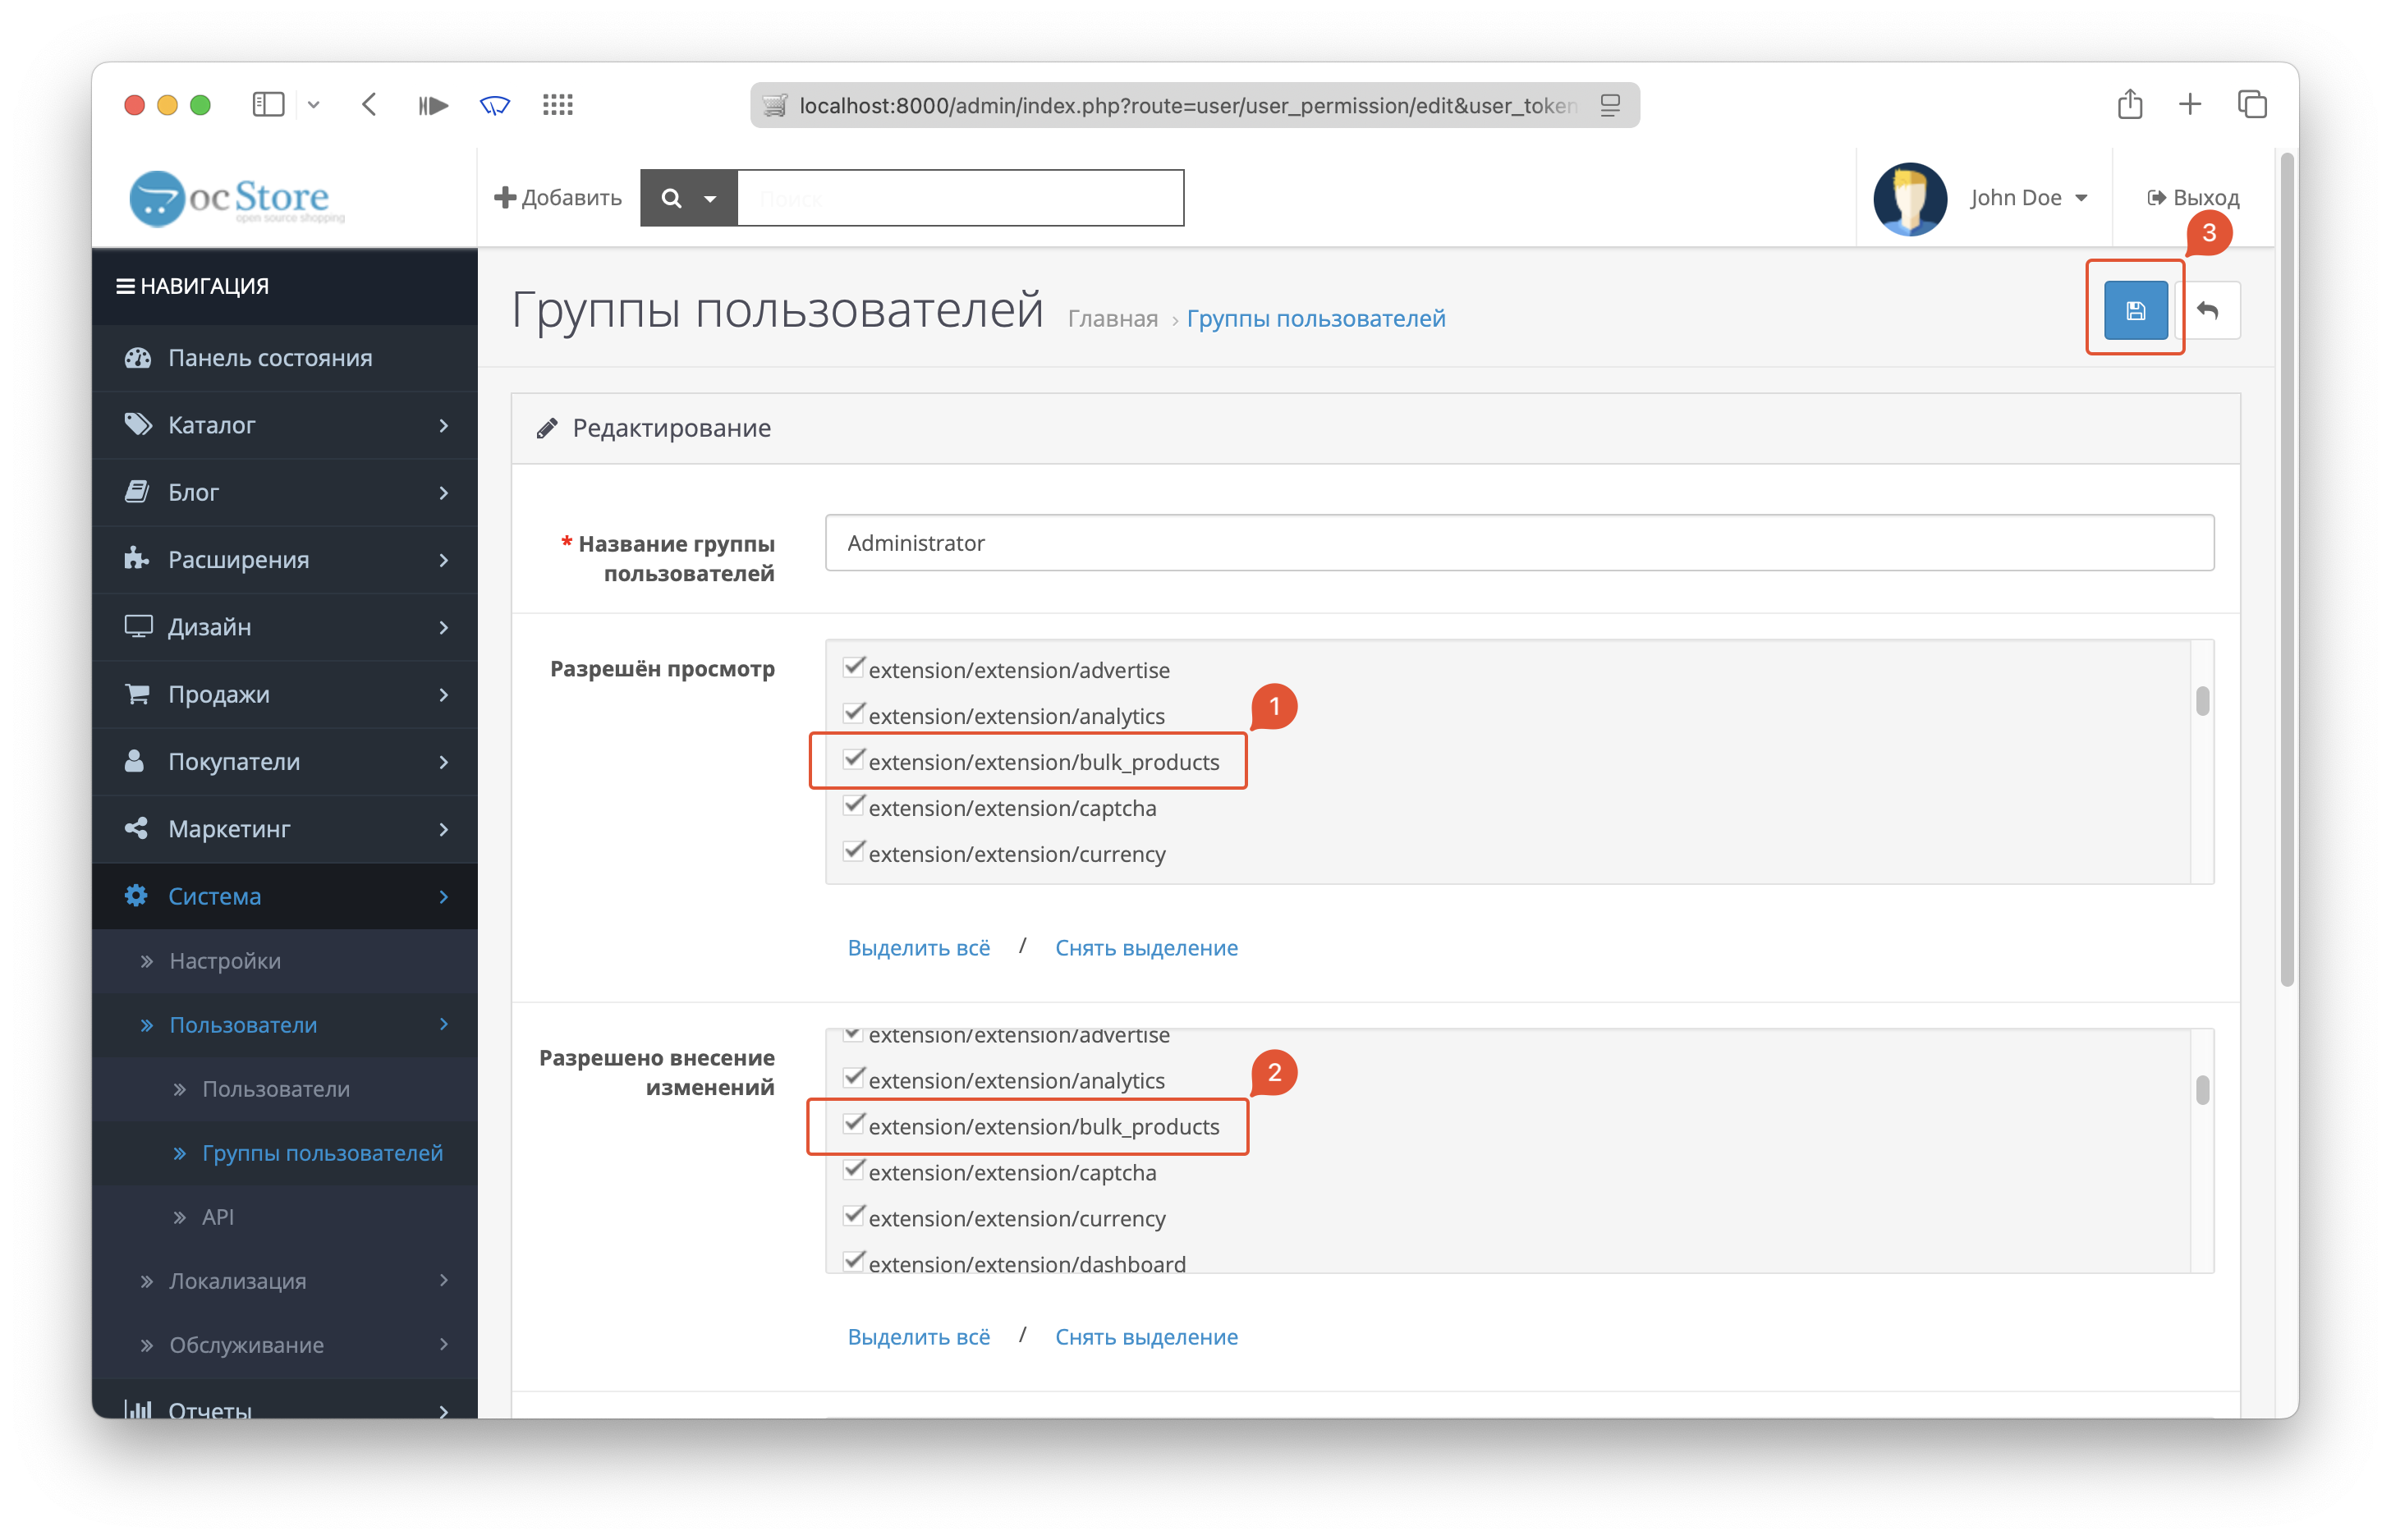 localhost:8000/admin/index.php?route=user/user_permission/edit&user_token
oc Store
open source shopping
Добавить
Поиск
John Doe
Выход
3
НАВИГАЦИЯ
Панель состояния
Каталог
Блог
Расширения
Дизайн
Продажи
Покупатели
Маркетинг
Система
Настройки
Пользователи
Пользователи
Группы пользователей
API
Локализация
Обслуживание
Отчеты
Группы пользователей
Главная › Группы пользователей
Редактирование
* Название группы
пользователей
Administrator
Разрешён просмотр
extension/extension/advertise
extension/extension/analytics
1
extension/extension/bulk_products
extension/extension/captcha
extension/extension/currency
Выделить всё / Снять выделение
Разрешено внесение
изменений
extension/extension/advertise
extension/extension/analytics
2
extension/extension/bulk_products
extension/extension/captcha
extension/extension/currency
extension/extension/dashboard
Выделить всё / Снять выделение